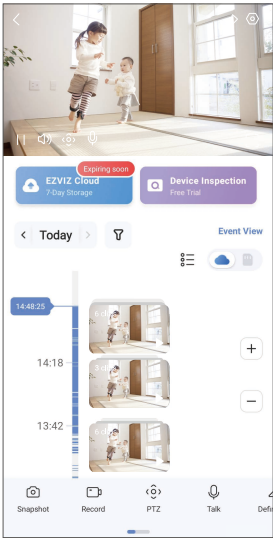 Expiring soon
EZVIZ Cloud
7-Day Storage
Device Inspection
Free Trial
Today
Event View
14:48:25
14:18
13:42
Snapshot
Record
PTZ
Talk